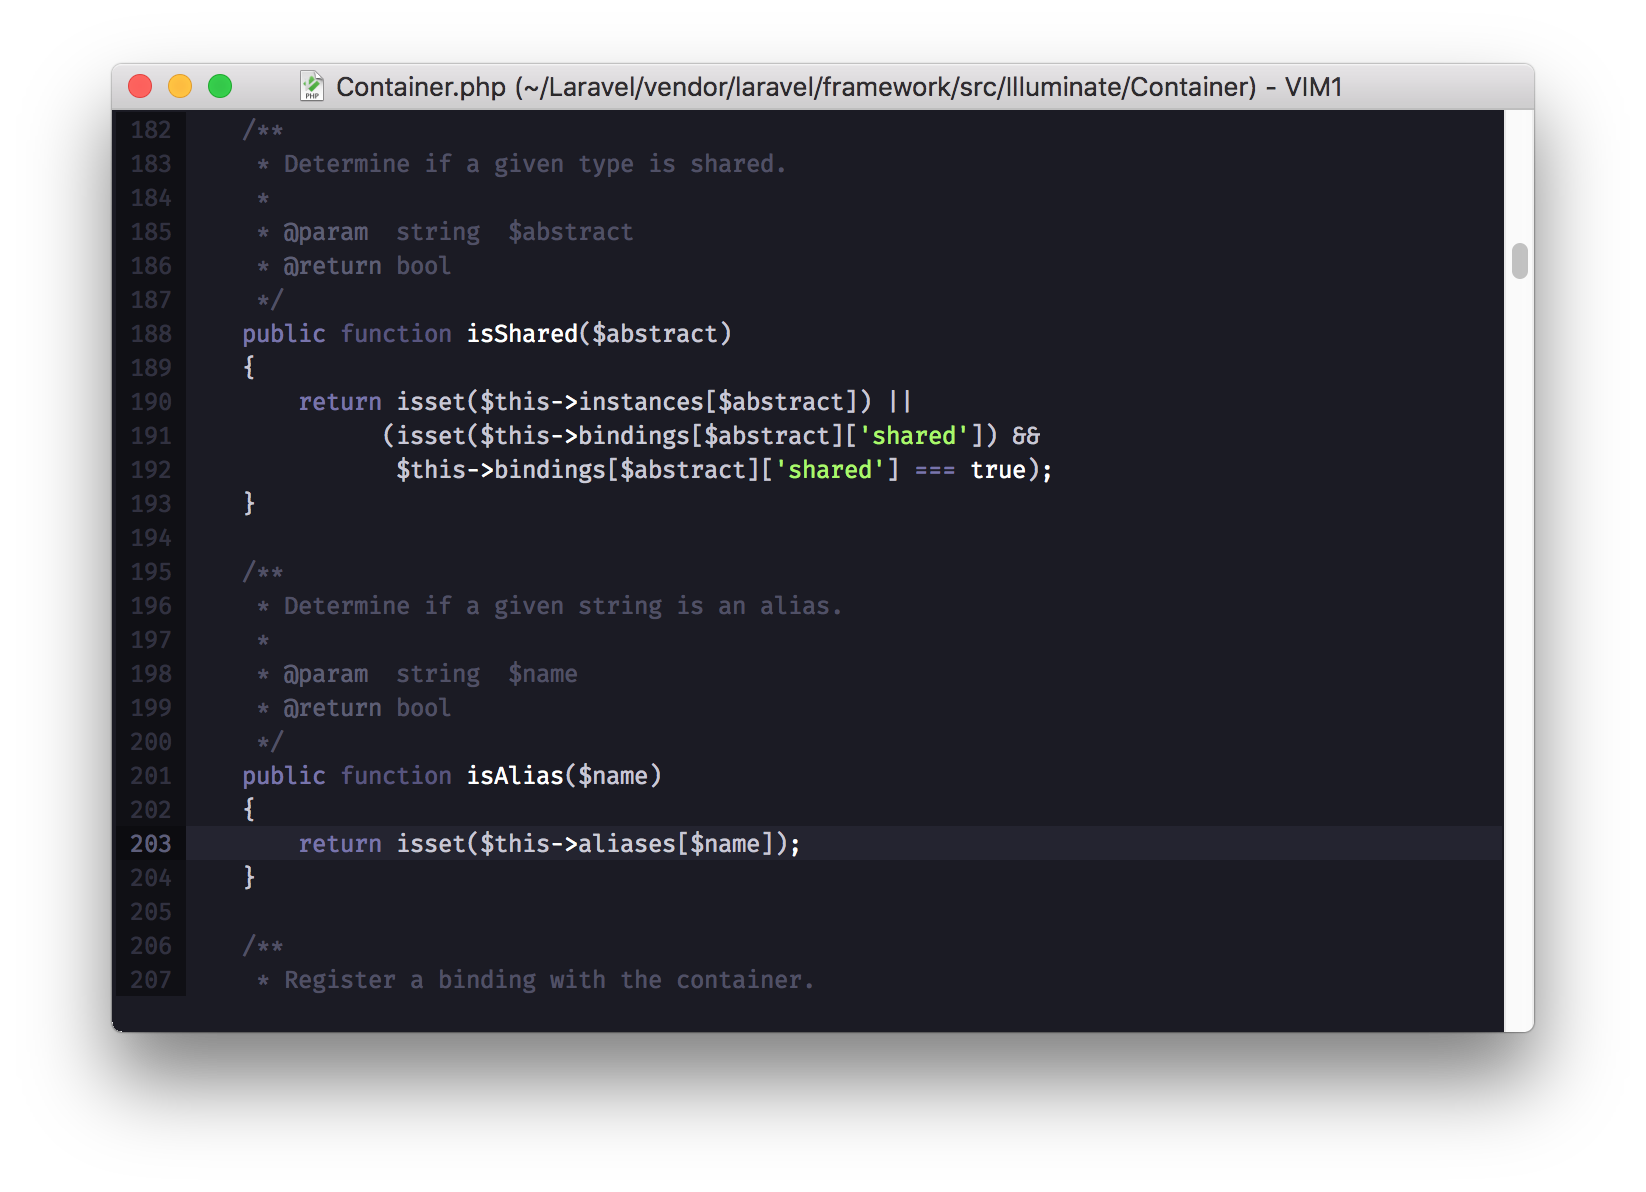 Container.php (~/Laravel/vendor/laravel/framework/src/Illuminate/Container) - VIM1
182     /**
183      * Determine if a given type is shared.
184      *
185      * @param  string  $abstract
186      * @return bool
187      */
188     public function isShared($abstract)
189     {
190         return isset($this->instances[$abstract]) ||
191               (isset($this->bindings[$abstract]['shared']) &&
192                $this->bindings[$abstract]['shared'] === true);
193     }
194
195     /**
196      * Determine if a given string is an alias.
197      *
198      * @param  string  $name
199      * @return bool
200      */
201     public function isAlias($name)
202     {
203         return isset($this->aliases[$name]);
204     }
205
206     /**
207      * Register a binding with the container.